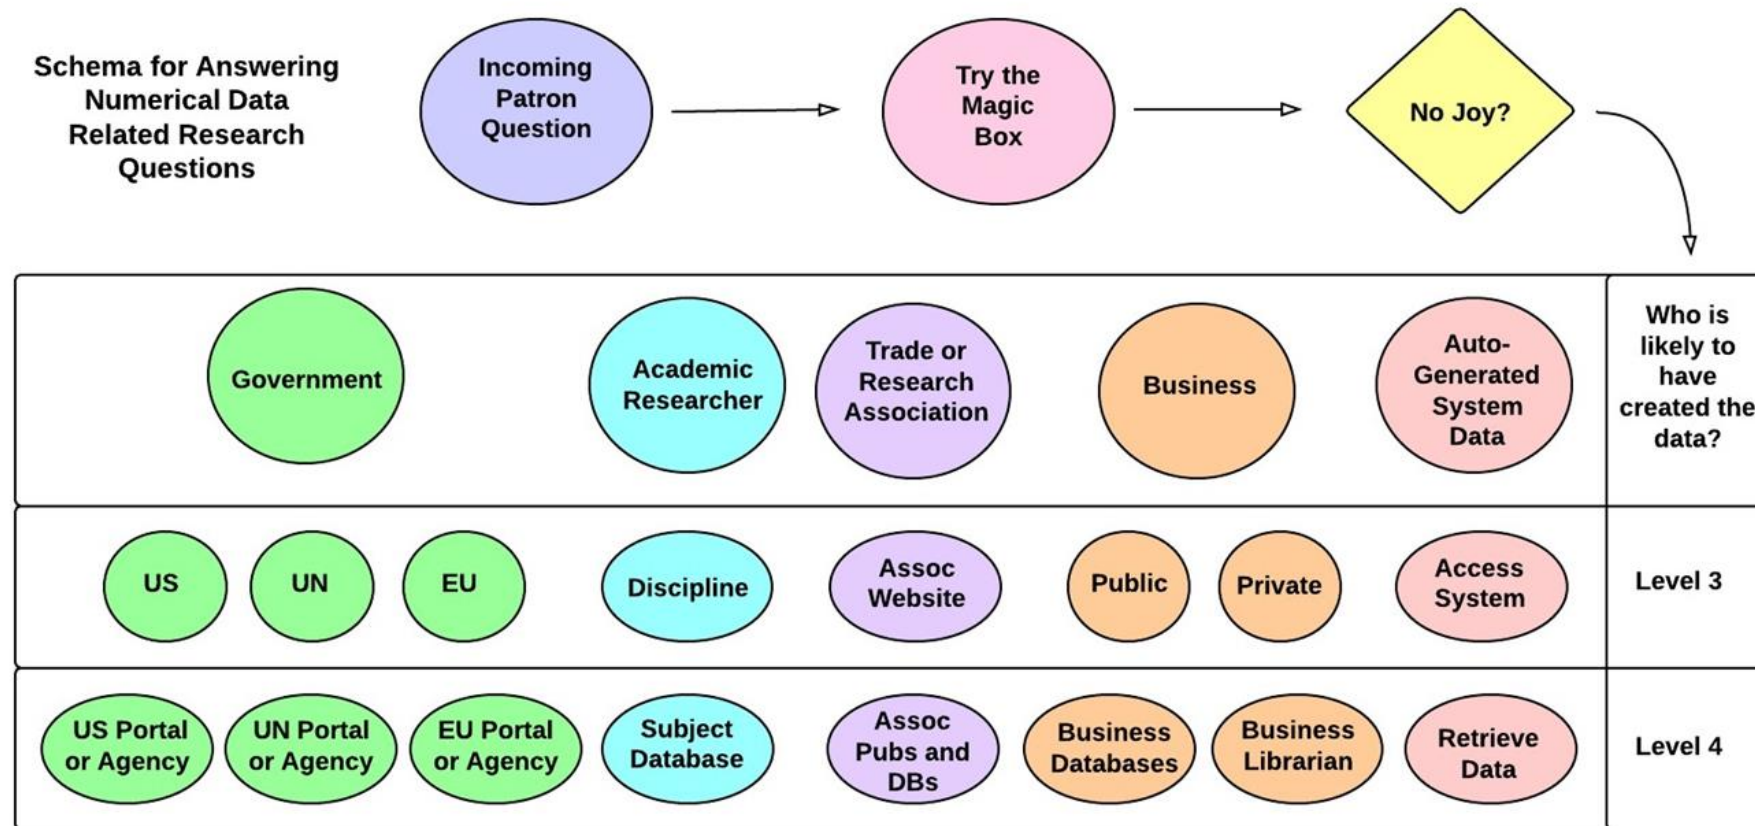 Schema for Answering
Numerical Data
Related Research
Questions
Incoming
Patron
Question
Try the
Magic
Box
No Joy?
Government
Academic
Researcher
Trade or
Research
Association
Business
Auto-
Generated
System
Data
Who is
likely to
have
created the
data?
US
UN
EU
Discipline
Assoc
Website
Public
Private
Access
System
Level 3
US Portal
or Agency
UN Portal
or Agency
EU Portal
or Agency
Subject
Database
Assoc
Pubs and
DBs
Business
Databases
Business
Librarian
Retrieve
Data
Level 4